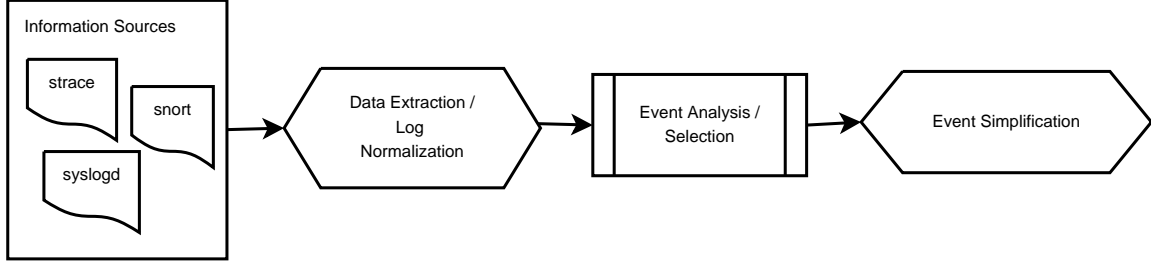 Information Sources
strace
snort
syslogd
Data Extraction /
Log
Normalization
Event Analysis /
Selection
Event Simplification